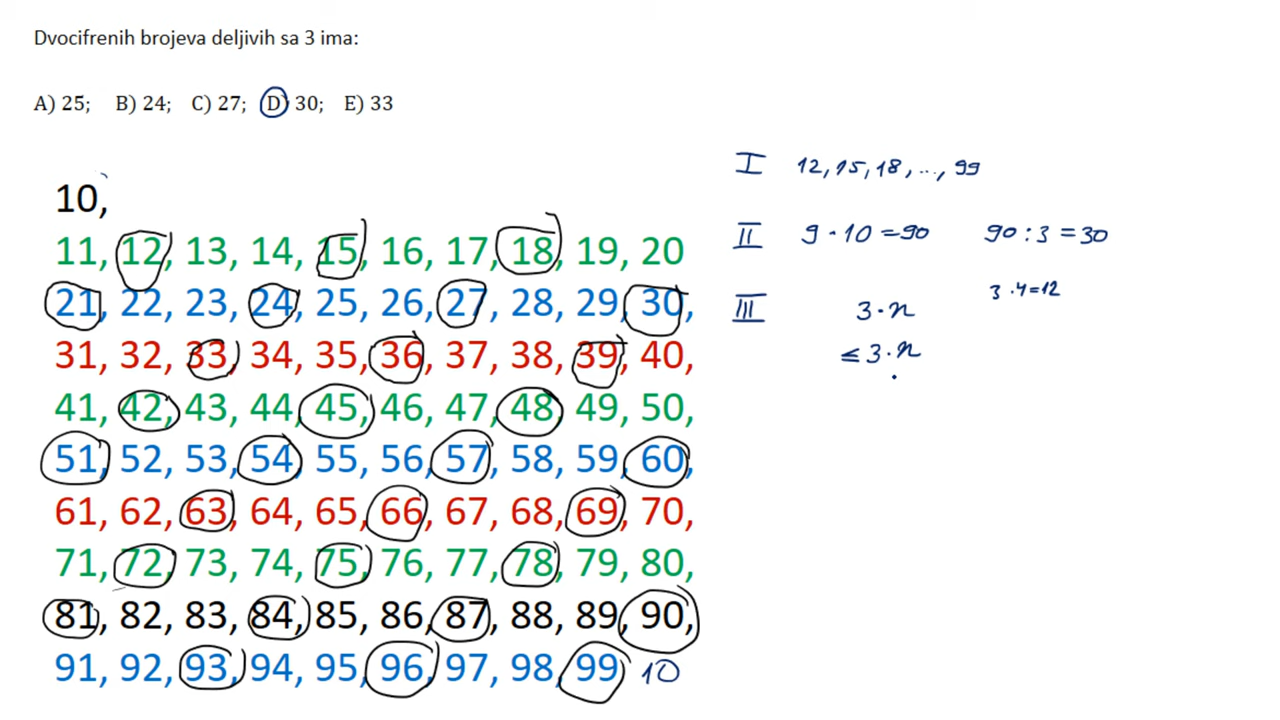 Dvocifrenih brojeva deljivih sa 3 ima:
A) 25; B) 24; C) 27; D) 30; E) 33
10,
11, 12, 13, 14, 15, 16, 17, 18, 19, 20
21, 22, 23, 24, 25, 26, 27, 28, 29, 30,
31, 32, 33, 34, 35, 36, 37, 38, 39, 40,
41, 42, 43, 44, 45, 46, 47, 48, 49, 50,
51, 52, 53, 54, 55, 56, 57, 58, 59, 60,
61, 62, 63, 64, 65, 66, 67, 68, 69, 70,
71, 72, 73, 74, 75, 76, 77, 78, 79, 80,
81, 82, 83, 84, 85, 86, 87, 88, 89, 90,
91, 92, 93, 94, 95, 96, 97, 98, 99 10
I 12, 15, 18, ..., 99
II 9 · 10 = 90 90 : 3 = 30
3 · 4 = 12
III 3 · n
≤ 3 · n